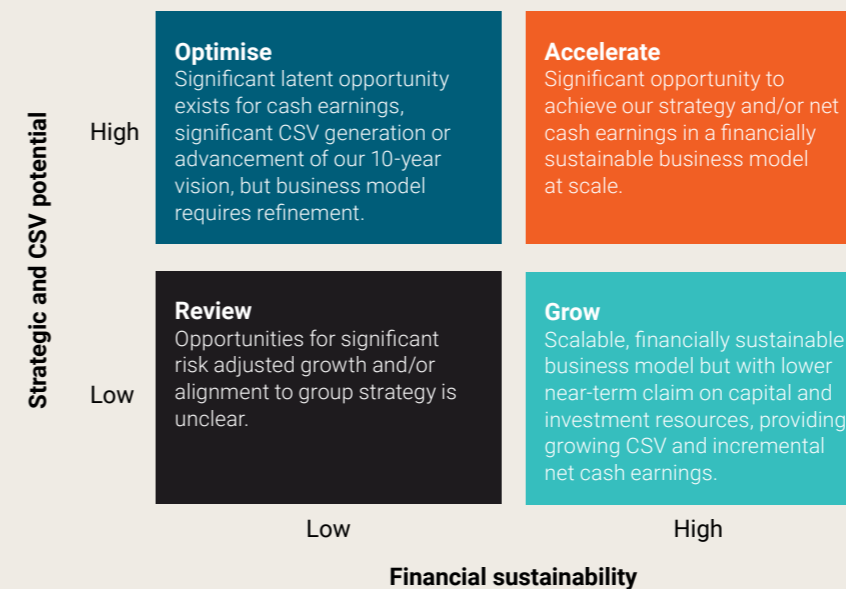 Strategic and CSV potential
High
Optimise
Significant latent opportunity
exists for cash earnings,
significant CSV generation or
advancement of our 10-year
vision, but business model
requires refinement.
Accelerate
Significant opportunity to
achieve our strategy and/or net
cash earnings in a financially
sustainable business model
at scale.
Low
Review
Opportunities for significant
risk adjusted growth and/or
alignment to group strategy is
unclear.
Grow
Scalable, financially sustainable
business model but with lower
near-term claim on capital and
investment resources, providing
growing CSV and incremental
net cash earnings.
Low
High
Financial sustainability